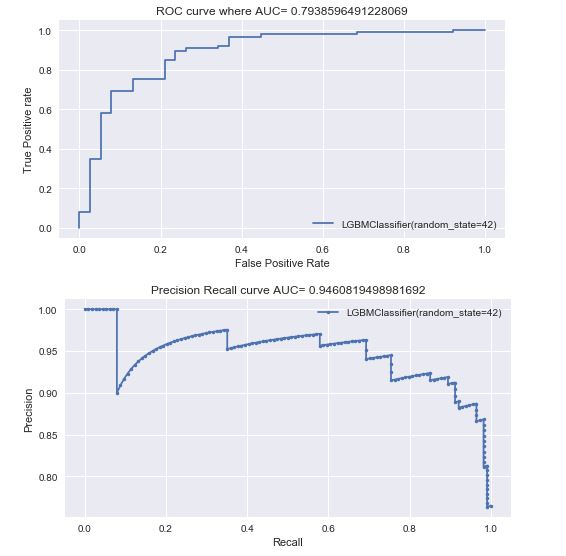 ROC curve where AUC= 0.7938596491228069
1.0
0.8
0.6
0.4
0.2
0.0
True Positive rate
LGBMClassifier(random_state=42)
0.0 0.2 0.4 0.6 0.8 1.0
False Positive Rate
Precision Recall curve AUC= 0.9460819498981692
1.00
0.95
0.90
0.85
0.80
Precision
LGBMClassifier(random_state=42)
0.0 0.2 0.4 0.6 0.8 1.0
Recall